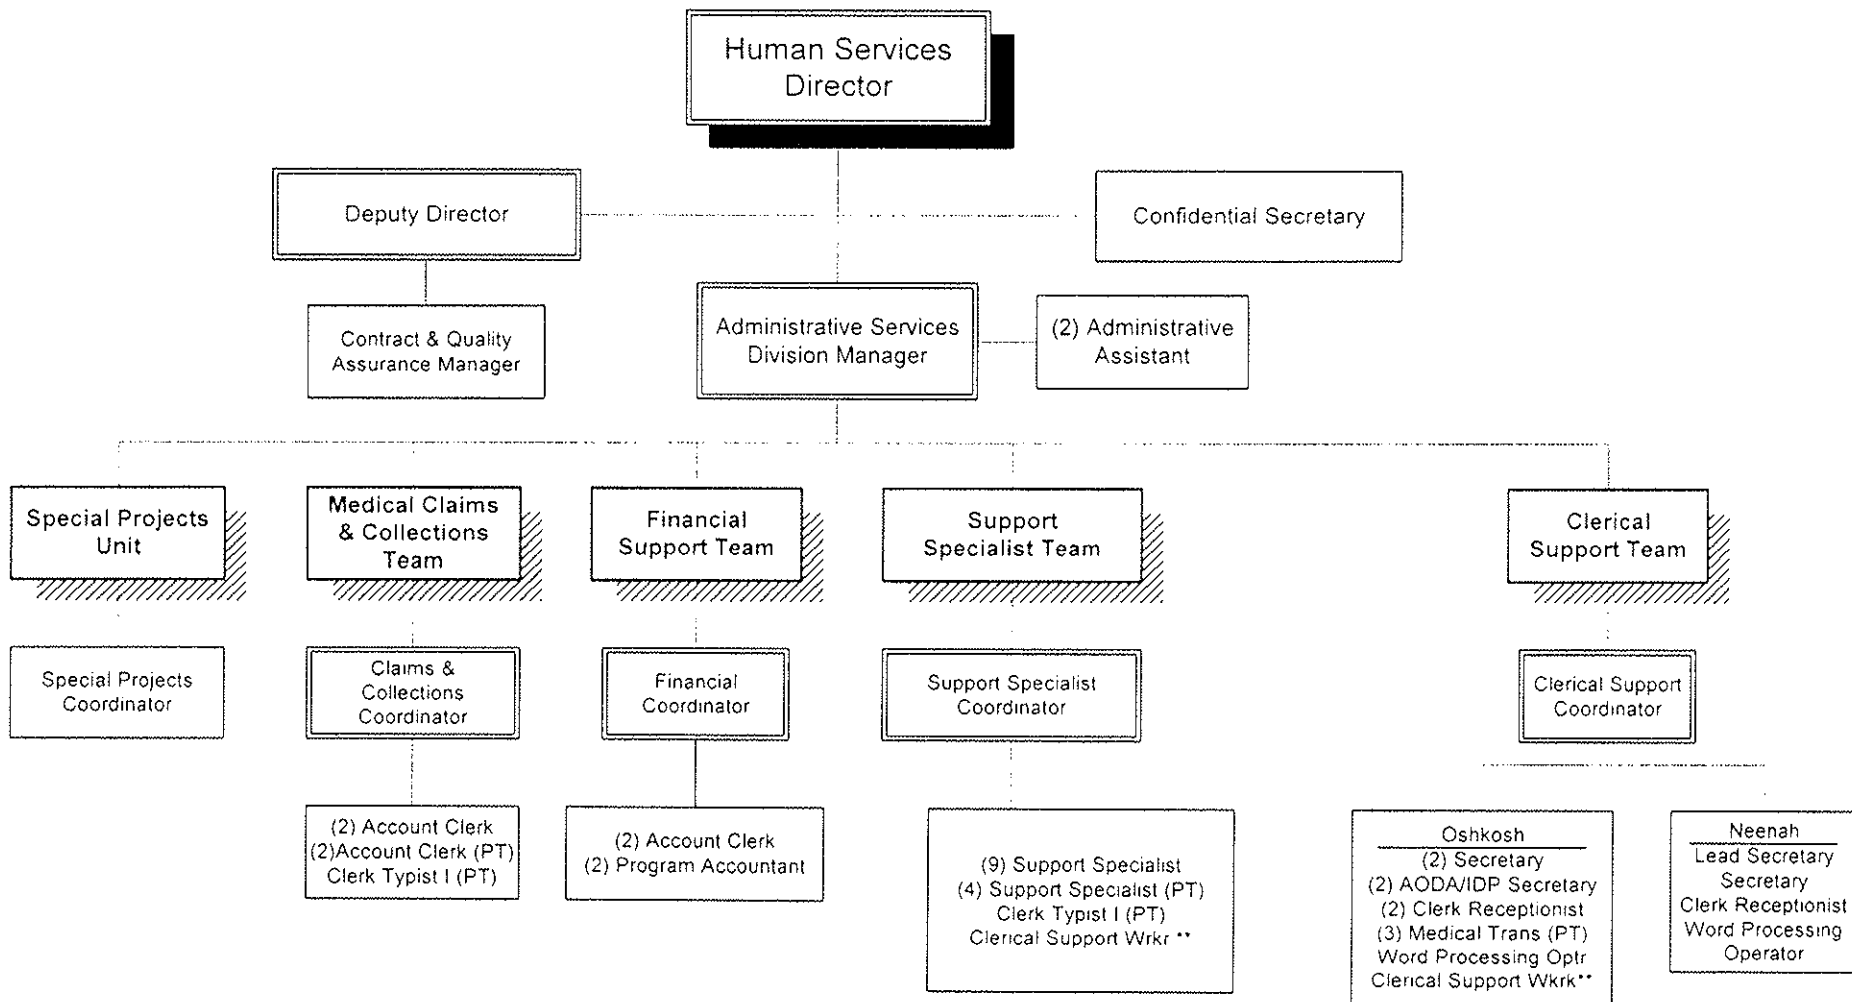 Human Services
Director
Deputy Director
Confidential Secretary
Contract & Quality
Assurance Manager
Administrative Services
Division Manager
(2) Administrative
Assistant
Special Projects
Unit
Medical Claims
& Collections
Team
Financial
Support Team
Support
Specialist Team
Clerical
Support Team
Special Projects
Coordinator
Claims &
Collections
Coordinator
Financial
Coordinator
Support Specialist
Coordinator
Clerical Support
Coordinator
(2) Account Clerk
(2)Account Clerk (PT)
Clerk Typist I (PT)
(2) Account Clerk
(2) Program Accountant
(9) Support Specialist
(4) Support Specialist (PT)
Clerk Typist I (PT)
Clerical Support Wrkr **
Oshkosh
(2) Secretary
(2) AODA/IDP Secretary
(2) Clerk Receptionist
(3) Medical Trans (PT)
Word Processing Optr
Clerical Support Wkrk**
Neenah
Lead Secretary
Secretary
Clerk Receptionist
Word Processing
Operator